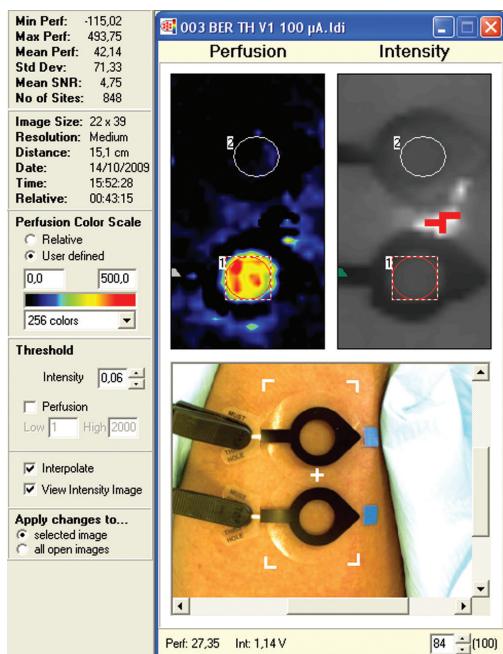 Min Perf: -115,02
Max Perf: 493,75
Mean Perf: 42,14
Std Dev: 71,33
Mean SNR: 4,75
No of Sites: 848
Image Size: 22 x 39
Resolution: Medium
Distance: 15,1 cm
Date: 14/10/2009
Time: 15:52:28
Relative: 00:43:15
Perfusion Color Scale
Relative
User defined
0,0 500,0
256 colors
Threshold
Intensity 0,06
Perfusion
Low 1 High 2000
Interpolate
View Intensity Image
Apply changes to...
selected image
all open images
003 BER TH V1 100 µA.ldi
Perfusion Intensity
2 2
1 1
MUST
THROUGH
HOLE
MUST
HOLE
Perf: 27,35 Int: 1,14 V 84 (100)